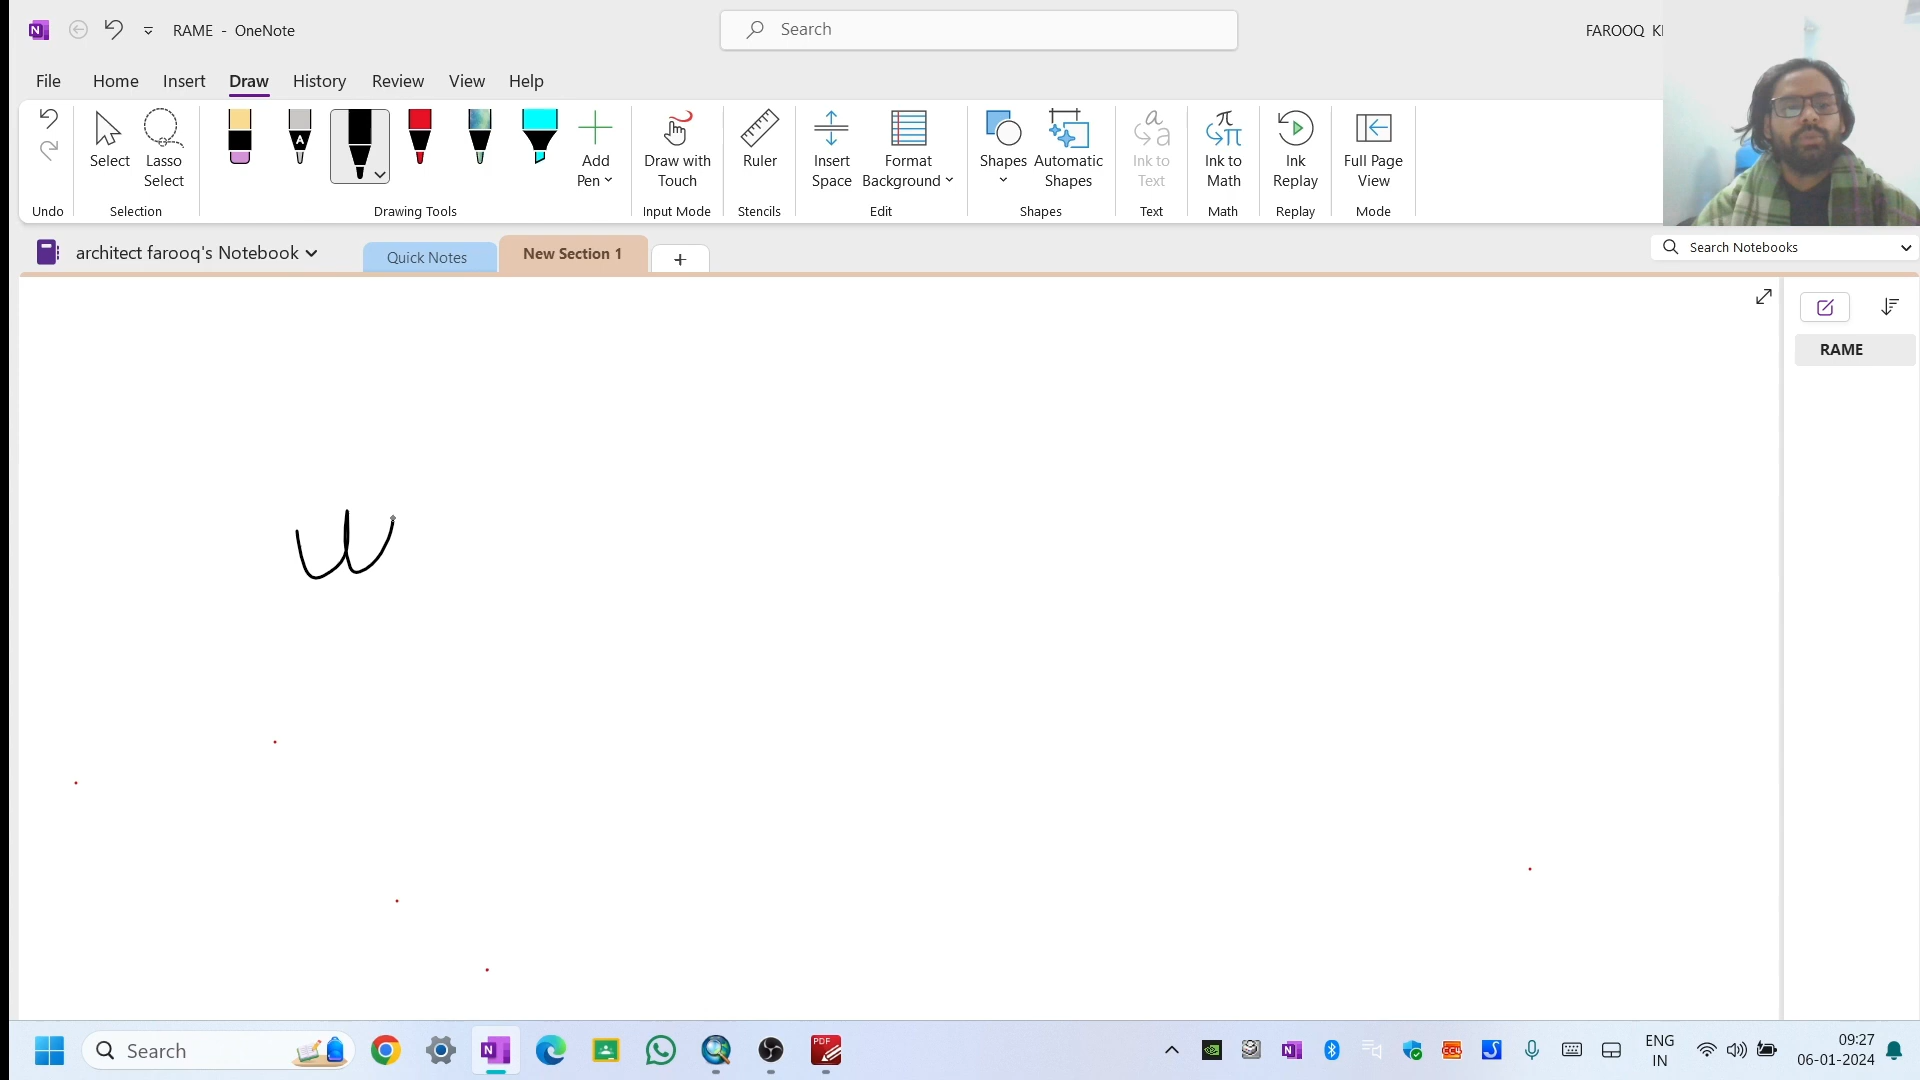 RAME - OneNote
Search
FAROOQ
File Home Insert Draw History Review View Help
Select
Lasso Select
A
Add Pen
Draw with Touch
Ruler
Insert Space
Format Background
Shapes
Automatic Shapes
Ink to Text
Ink to Math
Ink Replay
Full Page View
Undo Selection Drawing Tools Input Mode Stencils Edit Shapes Text Math Replay Mode
architect farooq's Notebook
Quick Notes
New Section 1
+
Search Notebooks
RAME
W
Search
PDF
ENG IN
09:27
06-01-2024